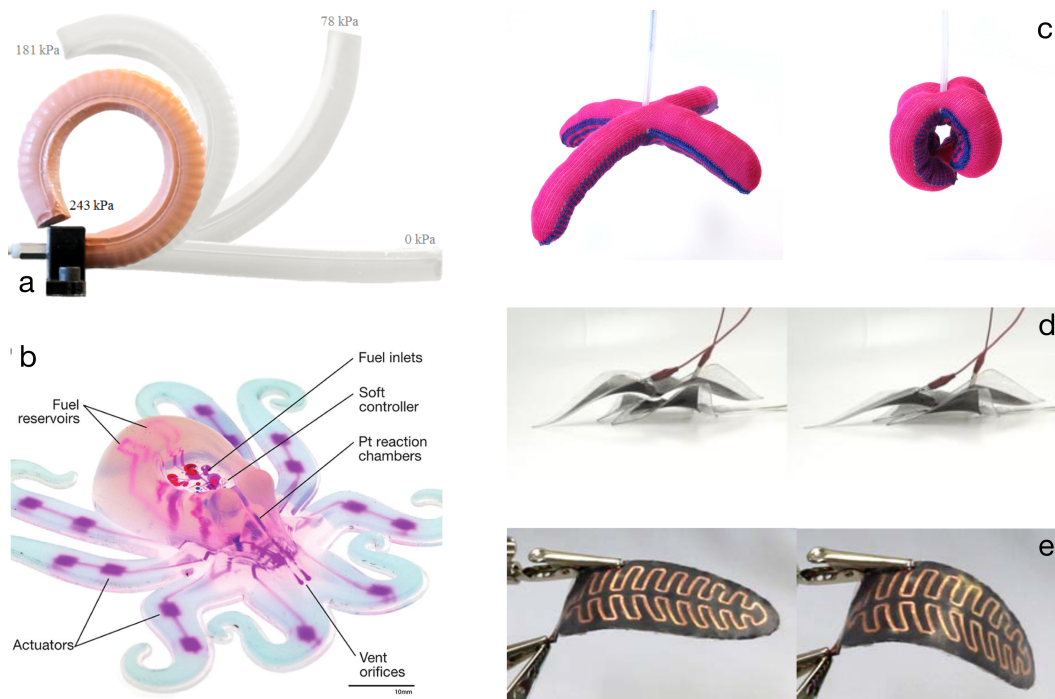 181 kPa
78 kPa
243 kPa
0 kPa
a
b
Fuel inlets
Soft
controller
Fuel
reservoirs
Pt reaction
chambers
Actuators
Vent
orifices
10mm
c
d
e